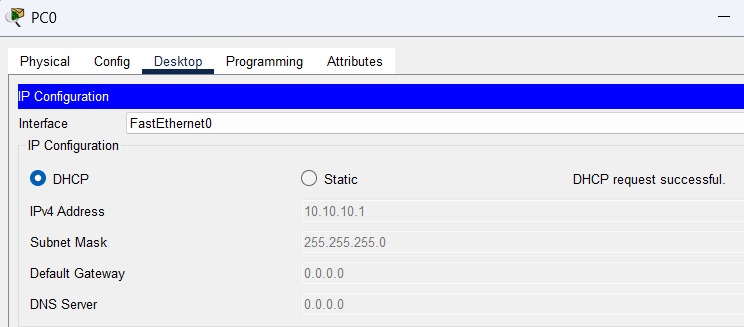 PC0
Physical Config Desktop Programming Attributes
IP Configuration
Interface FastEthernet0
IP Configuration
DHCP Static DHCP request successful.
IPv4 Address 10.10.10.1
Subnet Mask 255.255.255.0
Default Gateway 0.0.0.0
DNS Server 0.0.0.0